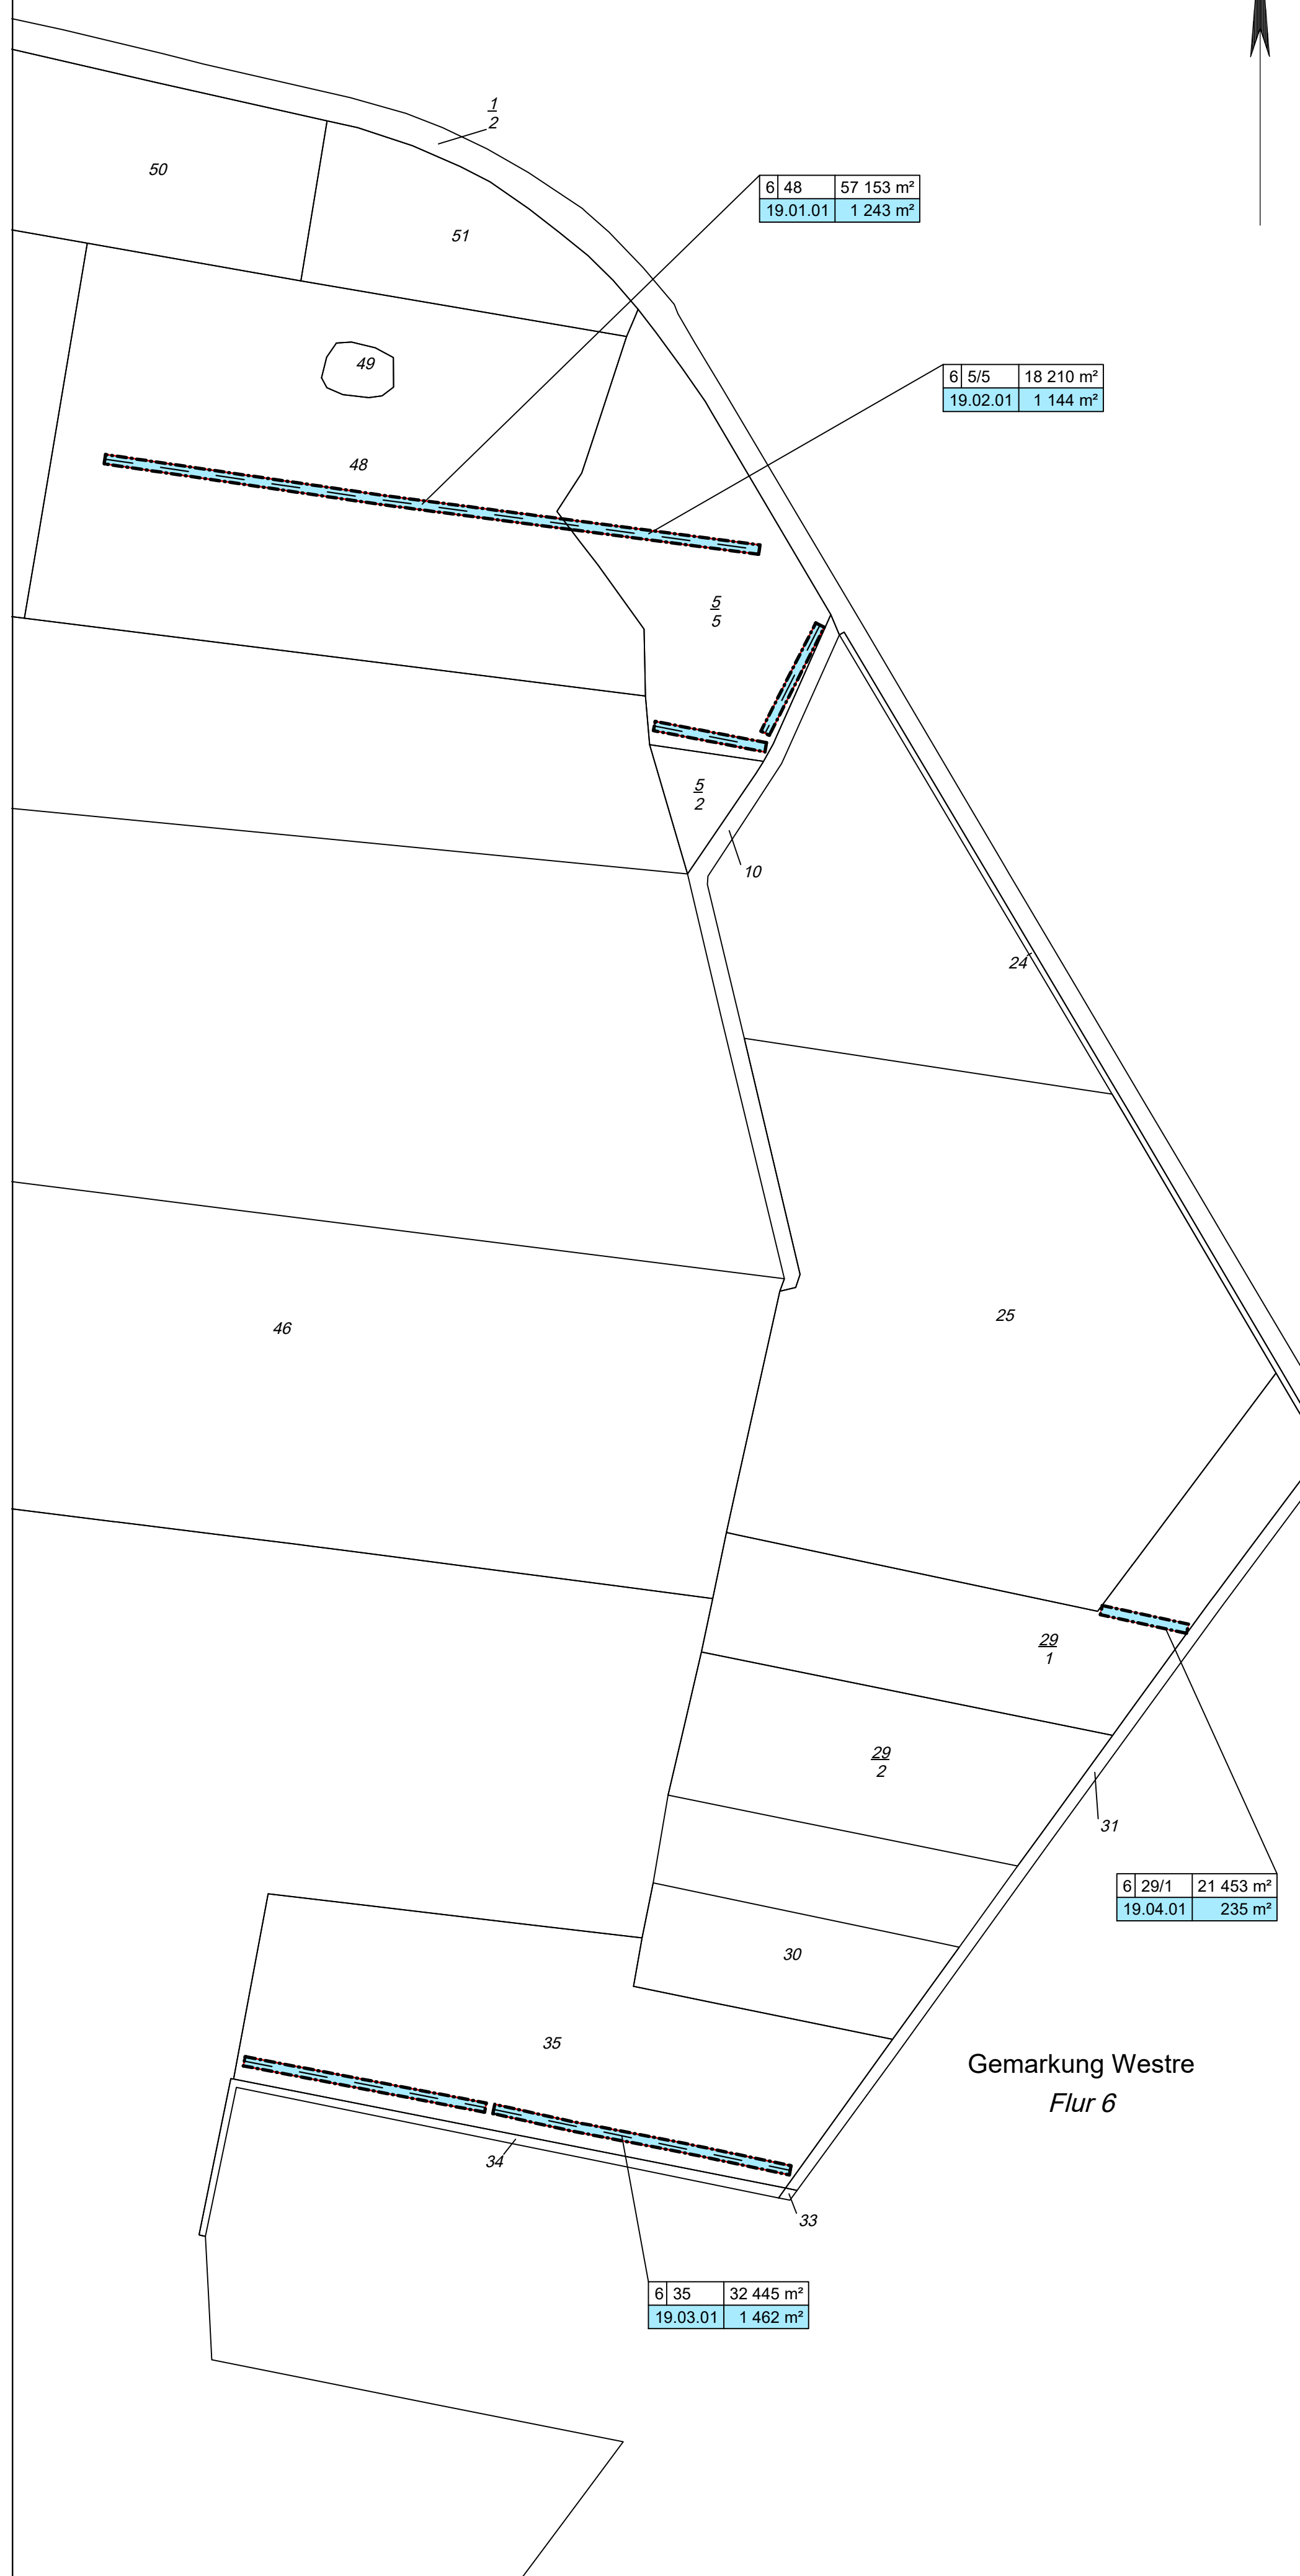 1
2
50
6 48 57 153 m²
19.01.01 1 243 m²
51
49
6 5/5 18 210 m²
19.02.01 1 144 m²
48
5
5
5
2
10
24
25
46
29
1
29
2
31
6 29/1 21 453 m²
19.04.01 235 m²
30
35
Gemarkung Westre
Flur 6
34
33
6 35 32 445 m²
19.03.01 1 462 m²